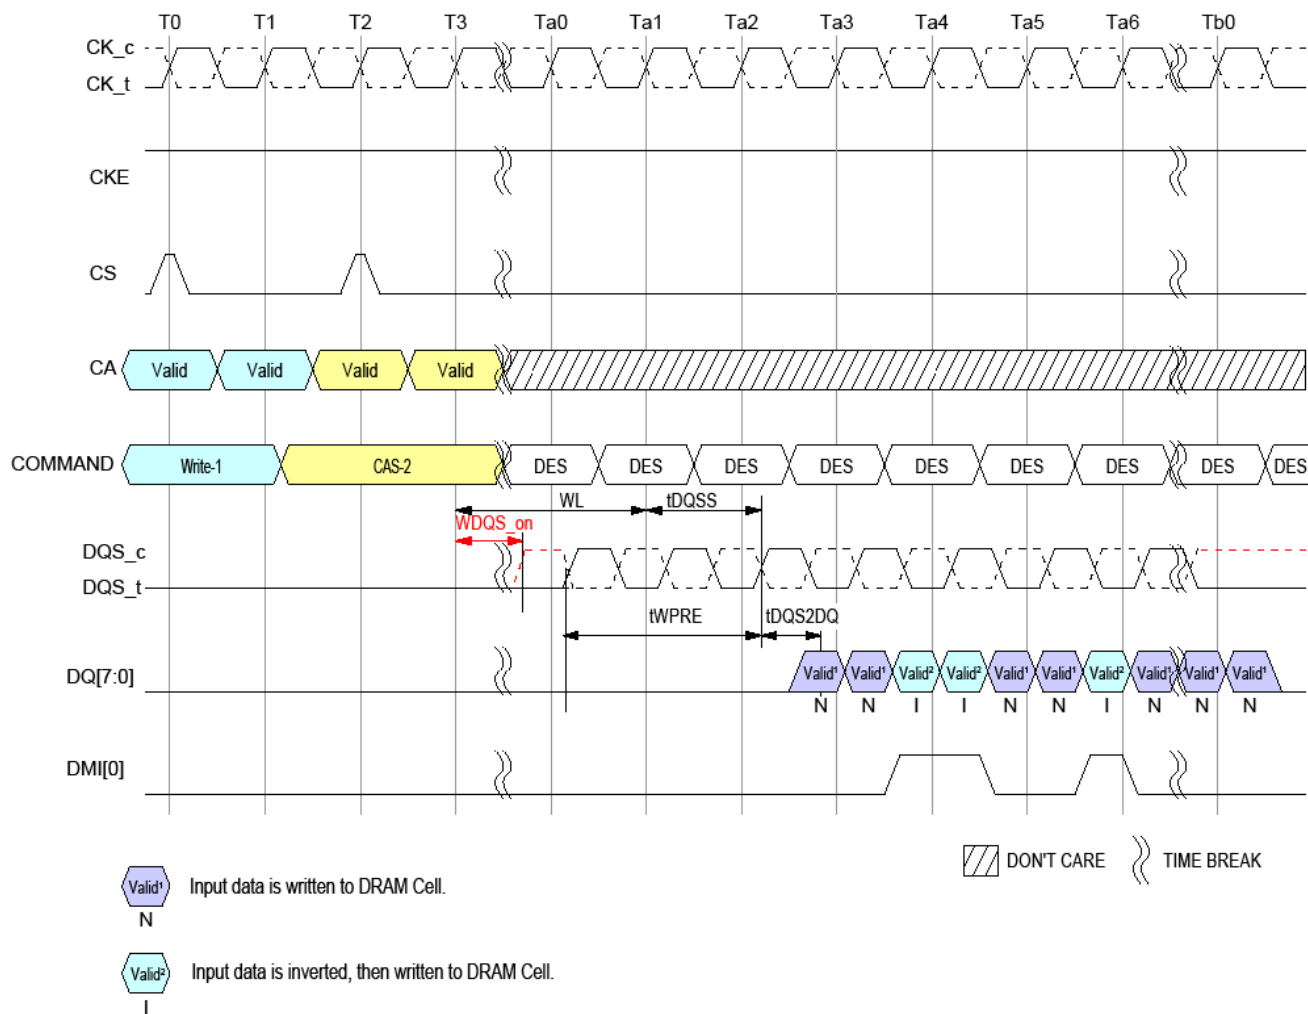 T0 T1 T2 T3 Ta0 Ta1 Ta2 Ta3 Ta4 Ta5 Ta6 Tb0
CK_c
CK_t
CKE
CS
CA Valid Valid Valid Valid
COMMAND Write-1 CAS-2 DES DES DES DES DES DES DES DES DES
WL tDQSS
WDQS_on
DQS_c
DQS_t
tWPRE tDQS2DQ
DQ[7:0] Valid¹ Valid¹ Valid² Valid² Valid¹ Valid¹ Valid² Valid¹ Valid¹ Valid¹
N N I I N N I N N N
DMI[0]
DON'T CARE TIME BREAK
Valid¹ Input data is written to DRAM Cell.
N
Valid² Input data is inverted, then written to DRAM Cell.
I